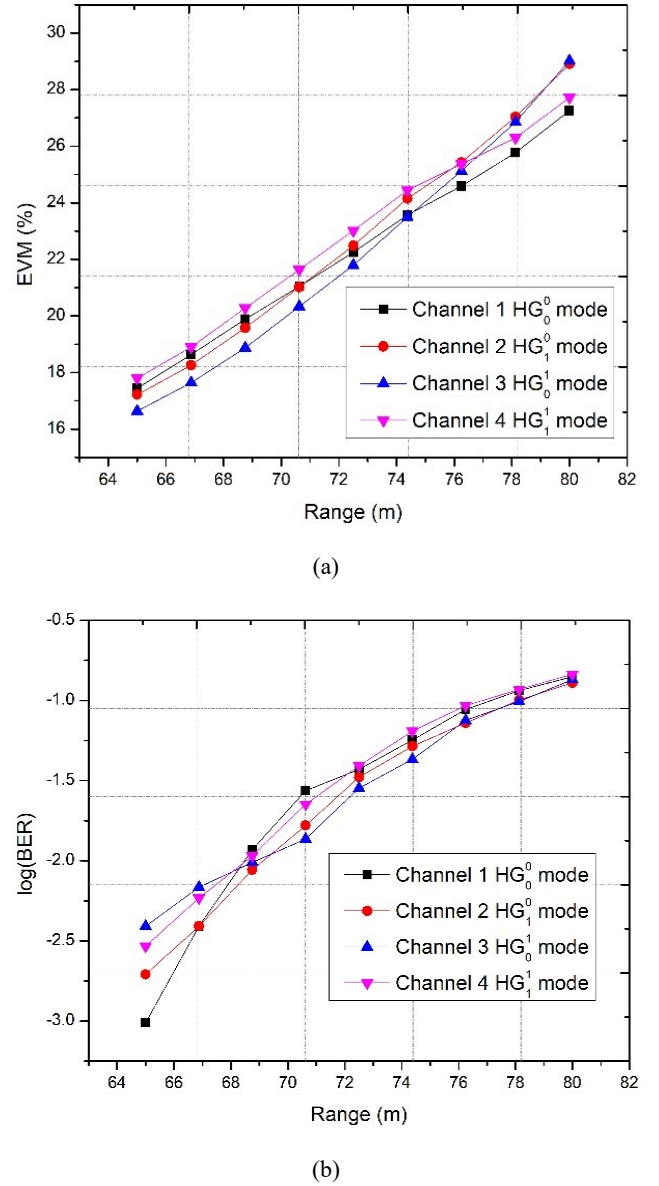 30
28
26
24
22
20
18
16
EVM (%)
Channel 1 HG⁰₀ mode
Channel 2 HG⁰₁ mode
Channel 3 HG¹₀ mode
Channel 4 HG¹₁ mode
64 66 68 70 72 74 76 78 80 82
Range (m)
(a)
-0.5
-1.0
-1.5
-2.0
-2.5
-3.0
log(BER)
Channel 1 HG⁰₀ mode
Channel 2 HG⁰₁ mode
Channel 3 HG¹₀ mode
Channel 4 HG¹₁ mode
64 66 68 70 72 74 76 78 80 82
Range (m)
(b)